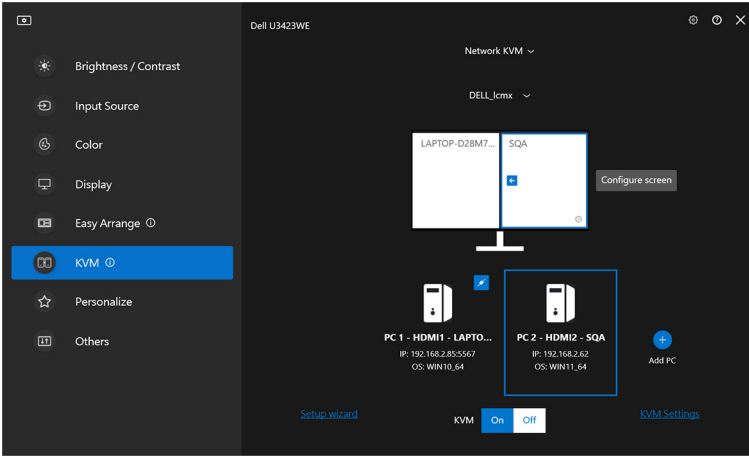 Dell U3423WE
Brightness / Contrast
Input Source
Color
Display
Easy Arrange
KVM
Personalize
Others
Network KVM
DELL_lcmx
LAPTOP-D28M7...
SQA
Configure screen
PC 1 - HDMI1 - LAPTO...
IP: 192.168.2.85:5567
OS: WIN10_64
PC 2 - HDMI2 - SQA
IP: 192.168.2.62
OS: WIN11_64
Add PC
Setup wizard
KVM On Off
KVM Settings